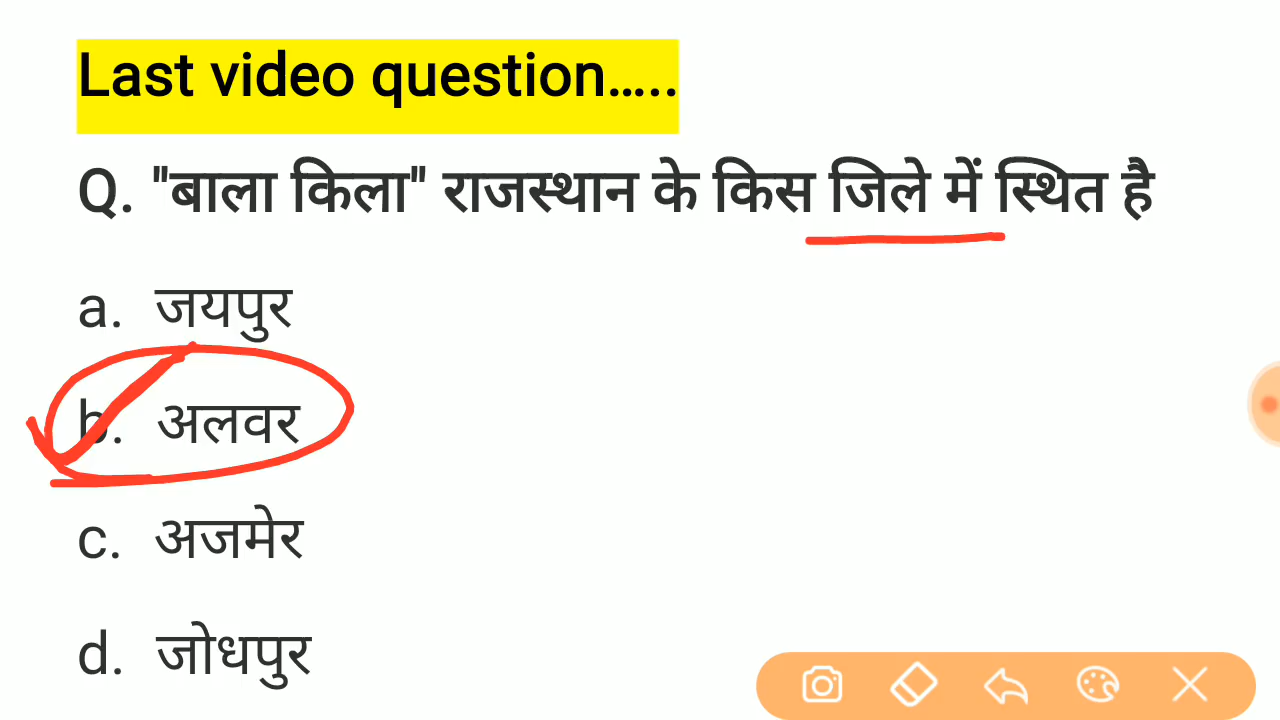 Last video question.....
Q. "बाला किला" राजस्थान के किस जिले में स्थित है
a. जयपुर
b. अलवर
c. अजमेर
d. जोधपुर